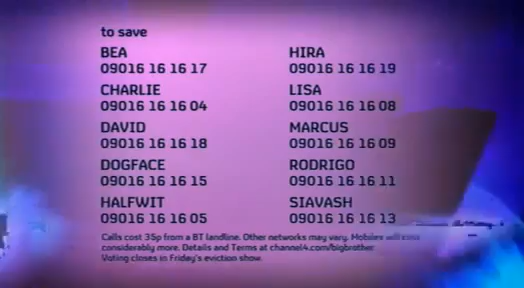 to save
BEA
09016 16 16 17
CHARLIE
09016 16 16 04
DAVID
09016 16 16 18
DOGFACE
09016 16 16 15
HALFWIT
09016 16 16 05
HIRA
09016 16 16 19
LISA
09016 16 16 08
MARCUS
09016 16 16 09
RODRIGO
09016 16 16 11
SIAVASH
09016 16 16 13
Calls cost 35p from a BT landline. Other networks may vary. Mobiles will cost
considerably more. Details and Terms at channel4.com/bigbrother
Voting closes in Friday's eviction show.